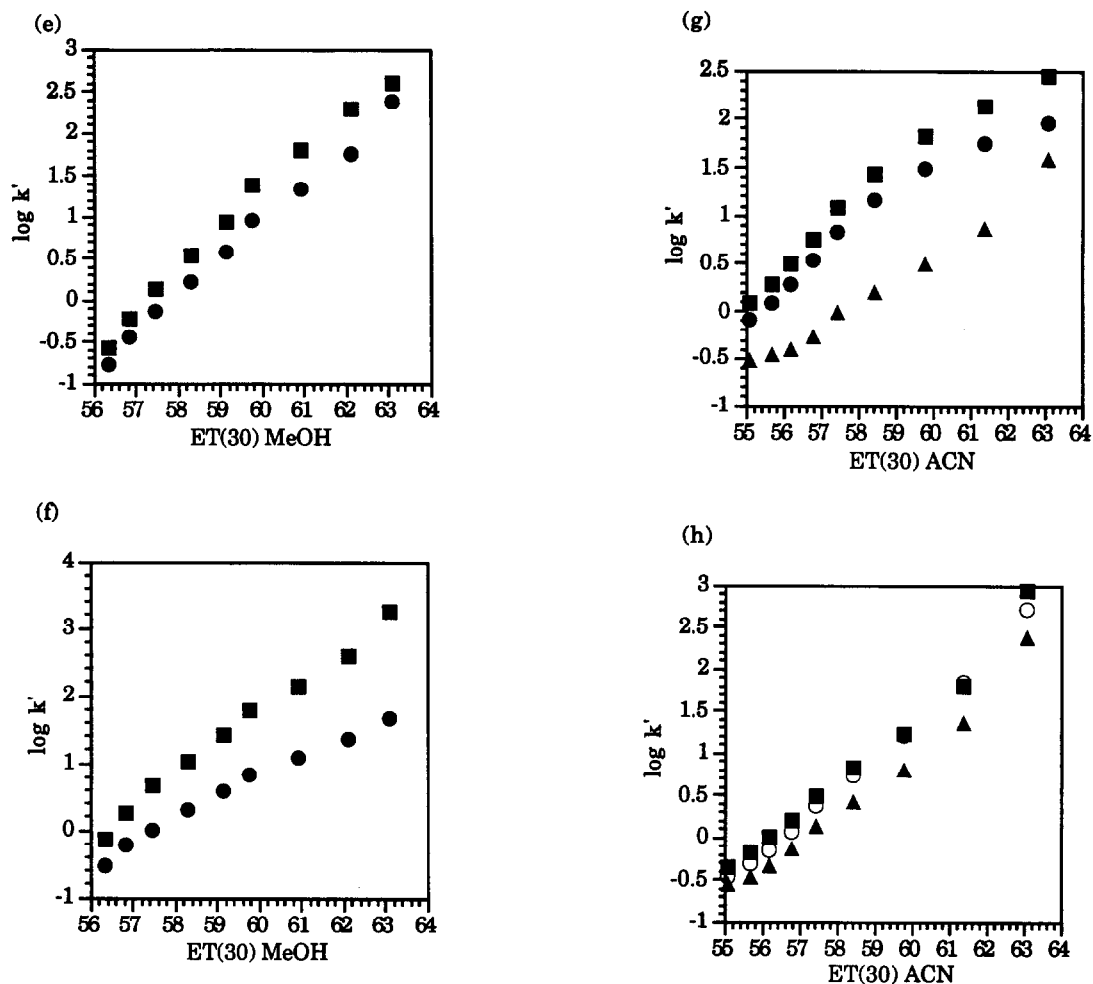 (e)
3
2.5
2
1.5
1
0.5
0
-0.5
-1
log k'
56 57 58 59 60 61 62 63 64
ET(30) MeOH
(f)
4
3
2
1
0
-1
log k'
56 57 58 59 60 61 62 63 64
ET(30) MeOH
(g)
2.5
2
1.5
1
0.5
0
-0.5
-1
log k'
55 56 57 58 59 60 61 62 63 64
ET(30) ACN
(h)
3
2.5
2
1.5
1
0.5
0
-0.5
-1
log k'
55 56 57 58 59 60 61 62 63 64
ET(30) ACN